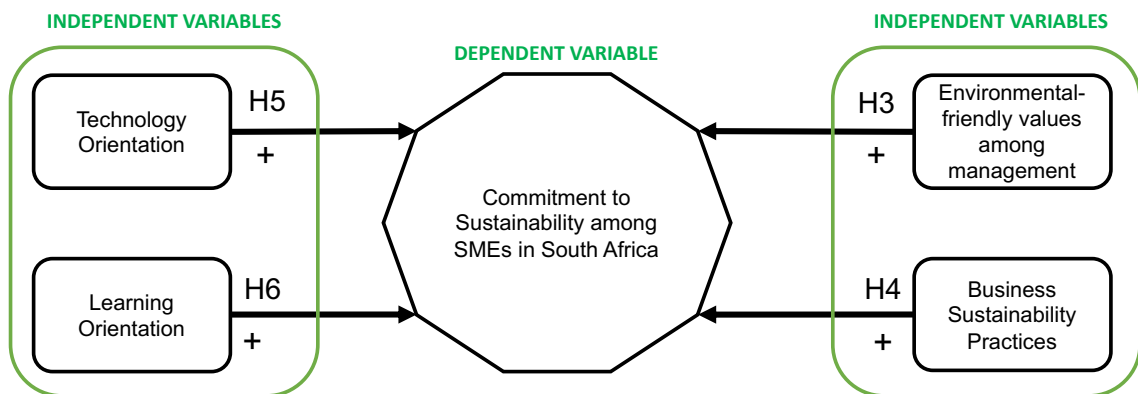 INDEPENDENT VARIABLES
Technology
Orientation
H5
+
Learning
Orientation
H6
+
DEPENDENT VARIABLE
Commitment to
Sustainability among
SMEs in South Africa
INDEPENDENT VARIABLES
H3
+
Environmental-
friendly values
among
management
H4
+
Business
Sustainability
Practices